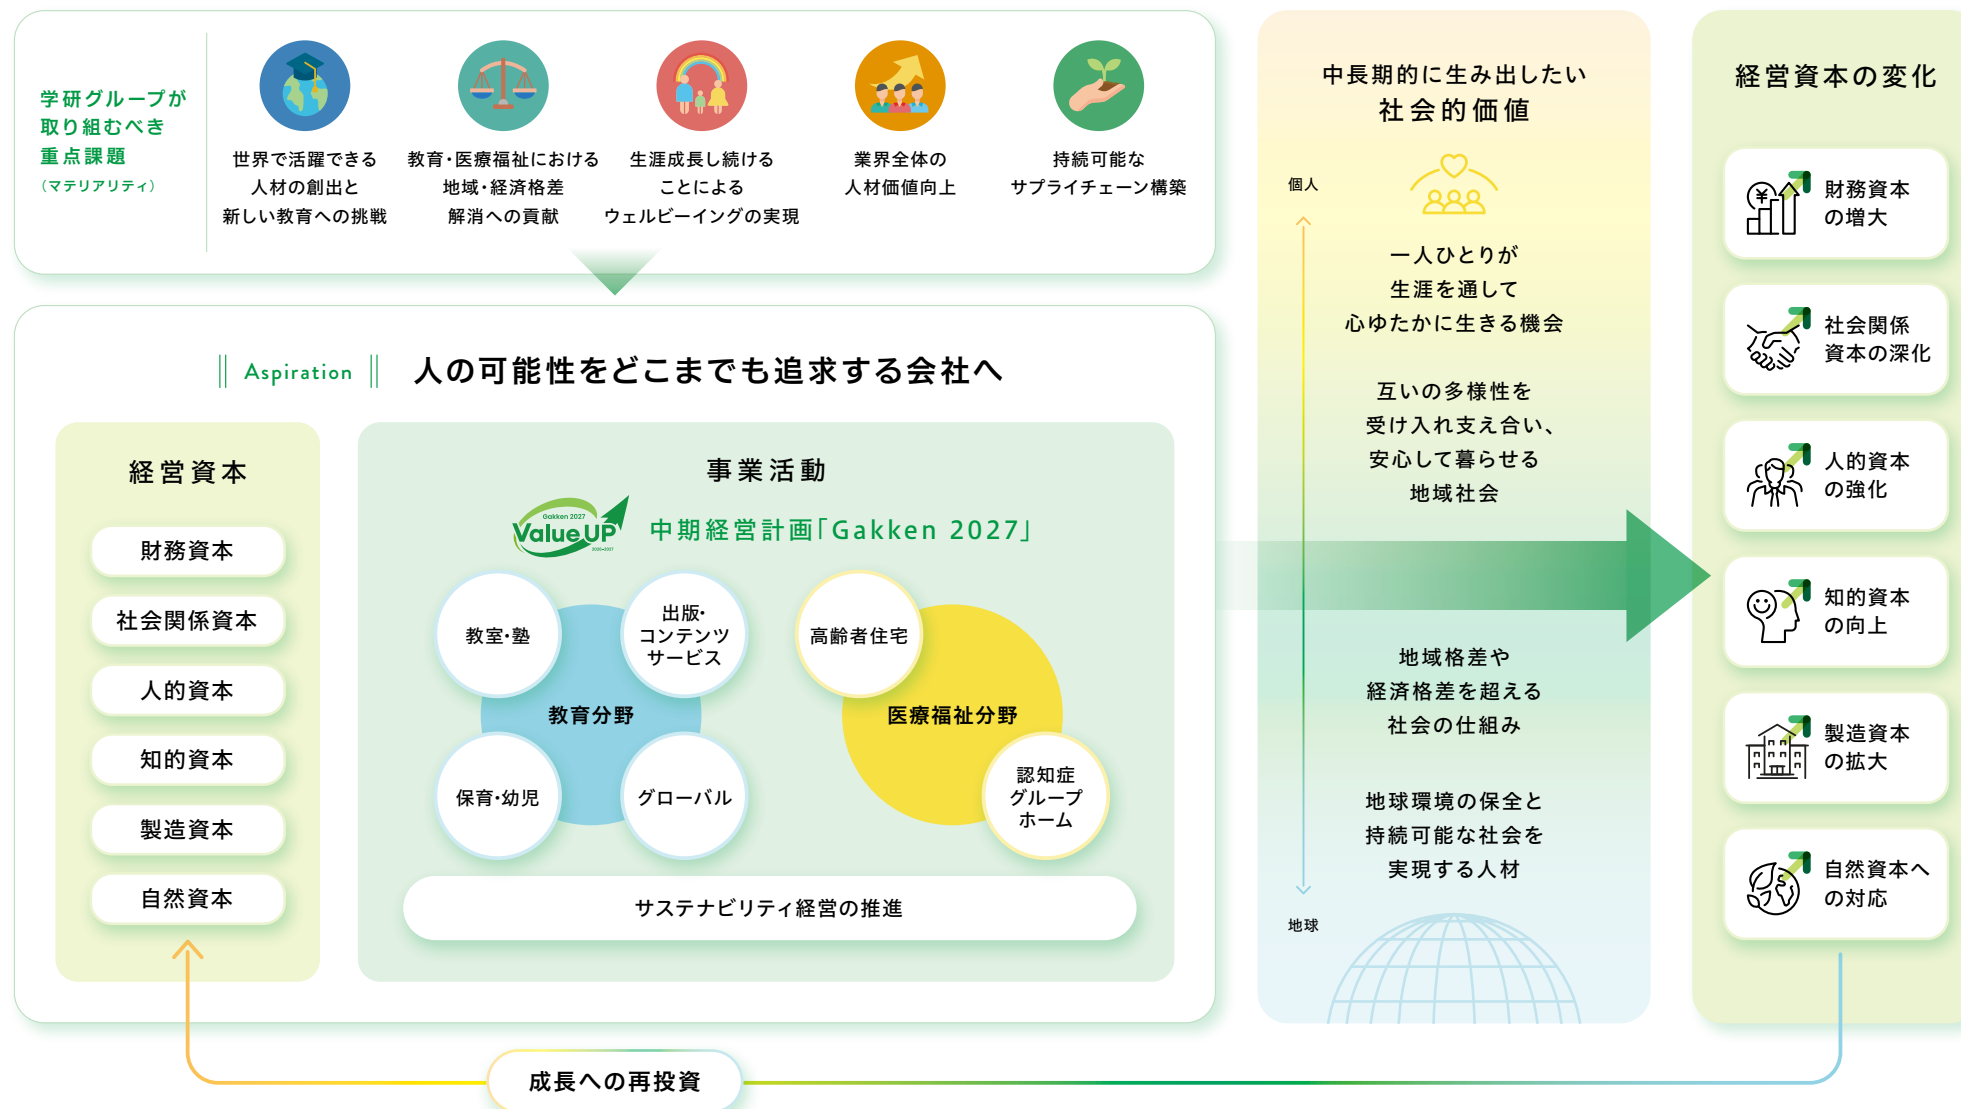 学研グループが
取り組むべき
重点課題
（マテリアリティ）
世界で活躍できる
人材の創出と
新しい教育への挑戦
教育・医療福祉における
地域・経済格差
解消への貢献
生涯成長し続ける
ことによる
ウェルビーイングの実現
業界全体の
人材価値向上
持続可能な
サプライチェーン構築
Aspiration
人の可能性をどこまでも追求する会社へ
経営資本
財務資本
社会関係資本
人的資本
知的資本
製造資本
自然資本
事業活動
Gakken 2027
ValueUP
中期経営計画「Gakken 2027」
教室・塾
出版・
コンテンツ
サービス
教育分野
保育・幼児
グローバル
高齢者住宅
医療福祉分野
認知症
グループ
ホーム
サステナビリティ経営の推進
中長期的に生み出したい
社会的価値
個人
一人ひとりが
生涯を通して
心ゆたかに生きる機会
互いの多様性を
受け入れ支え合い、
安心して暮らせる
地域社会
地域格差や
経済格差を超える
社会の仕組み
地球環境の保全と
持続可能な社会を
実現する人材
地球
経営資本の変化
¥
財務資本
の増大
社会関係
資本の深化
人的資本
の強化
知的資本
の向上
製造資本
の拡大
自然資本へ
の対応
成長への再投資